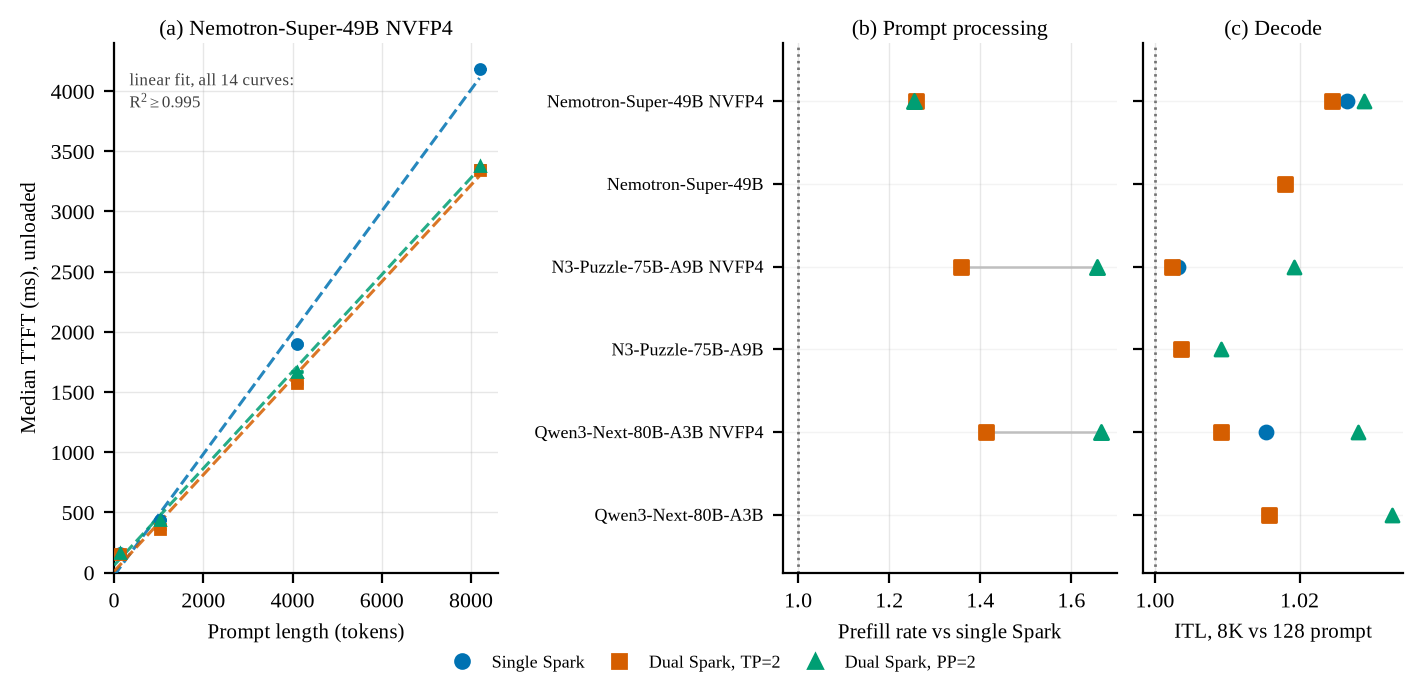 (a) Nemotron-Super-49B NVFP4
linear fit, all 14 curves:
R² ≥ 0.995
Median TTFT (ms), unloaded
4000
3500
3000
2500
2000
1500
1000
500
0
0 2000 4000 6000 8000
Prompt length (tokens)
(b) Prompt processing
Nemotron-Super-49B NVFP4
Nemotron-Super-49B
N3-Puzzle-75B-A9B NVFP4
N3-Puzzle-75B-A9B
Qwen3-Next-80B-A3B NVFP4
Qwen3-Next-80B-A3B
1.0 1.2 1.4 1.6
Prefill rate vs single Spark
(c) Decode
1.00 1.02
ITL, 8K vs 128 prompt
Single Spark
Dual Spark, TP=2
Dual Spark, PP=2